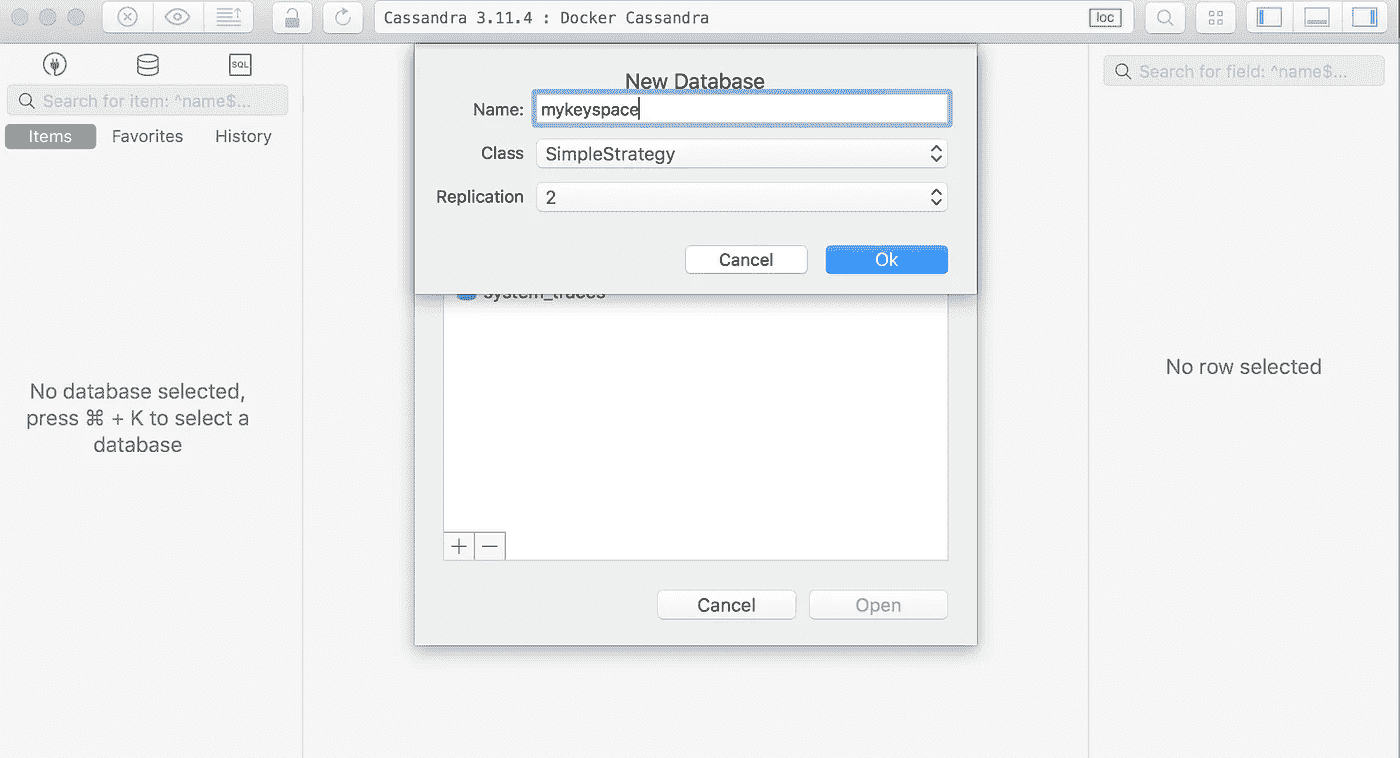 Cassandra 3.11.4 : Docker Cassandra
loc
SQL
Search for item: ^name$...
Items Favorites History
No database selected,
press ⌘ + K to select a
database
New Database
Name: mykeyspace
Class SimpleStrategy
Replication 2
Cancel Ok
system_traces
+ −
Cancel Open
Search for field: ^name$...
No row selected